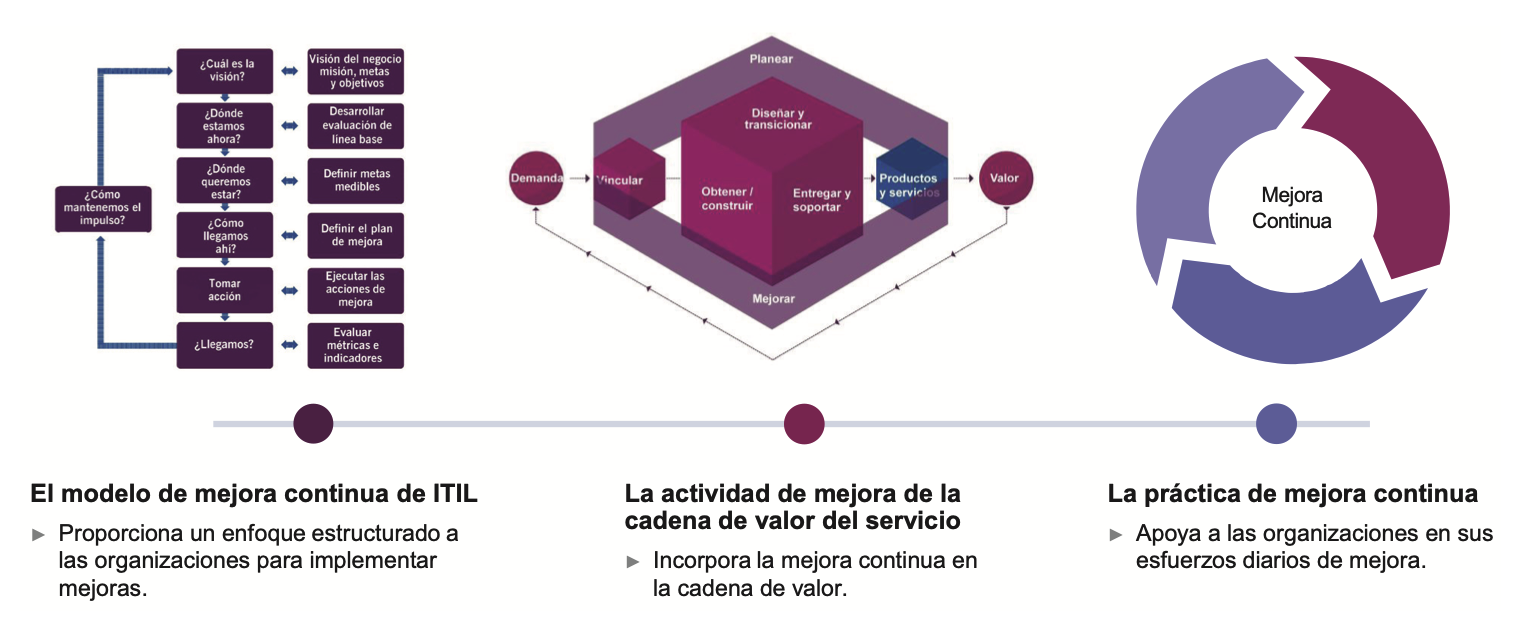 ¿Cuál es la
visión?
Visión del negocio
misión, metas
y objetivos
¿Dónde
estamos
ahora?
Desarrollar
evaluación de
línea base
¿Dónde
queremos
estar?
Definir metas
medibles
¿Cómo
mantenemos el
impulso?
¿Cómo
llegamos
ahí?
Definir el plan
de mejora
Tomar
acción
Ejecutar las
acciones de
mejora
¿Llegamos?
Evaluar
métricas e
indicadores
Planear
Diseñar y
transicionar
Demanda
Vincular
Obtener /
construir
Entregar y
soportar
Productos
y servicios
Valor
Mejorar
Mejora
Continua
El modelo de mejora continua de ITIL
► Proporciona un enfoque estructurado a
las organizaciones para implementar
mejoras.
La actividad de mejora de la
cadena de valor del servicio
► Incorpora la mejora continua en
la cadena de valor.
La práctica de mejora continua
► Apoya a las organizaciones en sus
esfuerzos diarios de mejora.